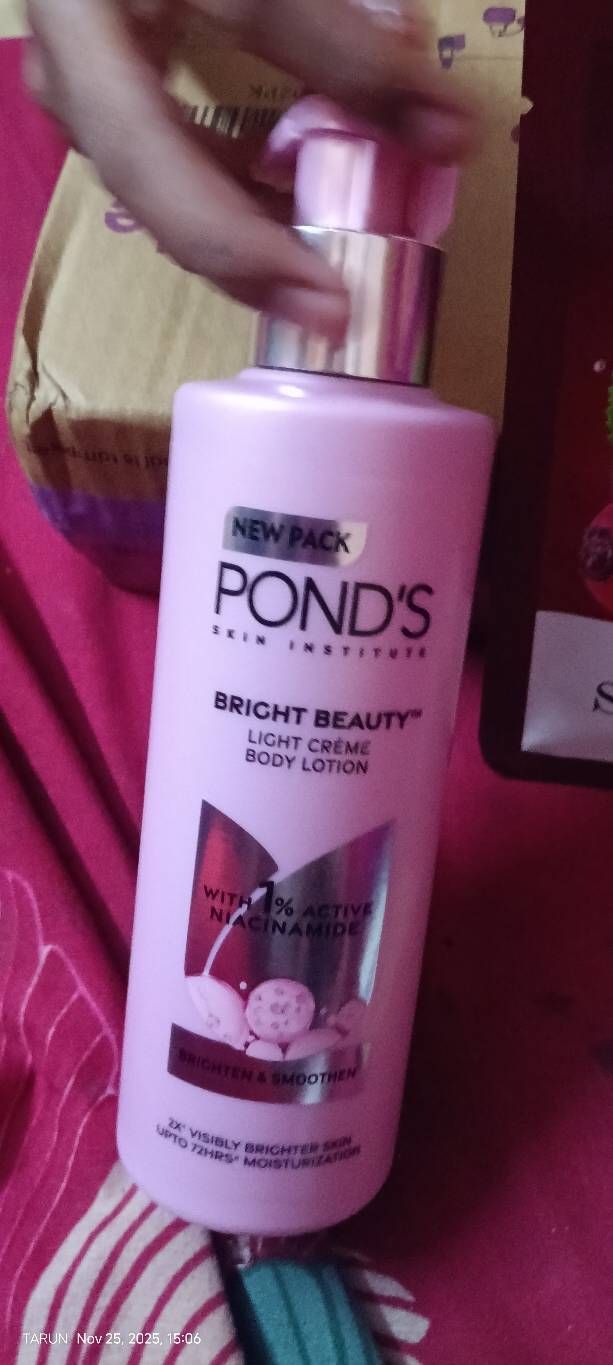 NEW PACK
POND'S
SKIN INSTITUTE
BRIGHT BEAUTY™
LIGHT CRÈME
BODY LOTION
WITH 1% ACTIVE
NIACINAMIDE
BRIGHTEN & SMOOTHEN
2X* VISIBLY BRIGHTER SKIN
UPTO 72HRS* MOISTURIZATION
S
TARUN Nov 25, 2025, 15:06